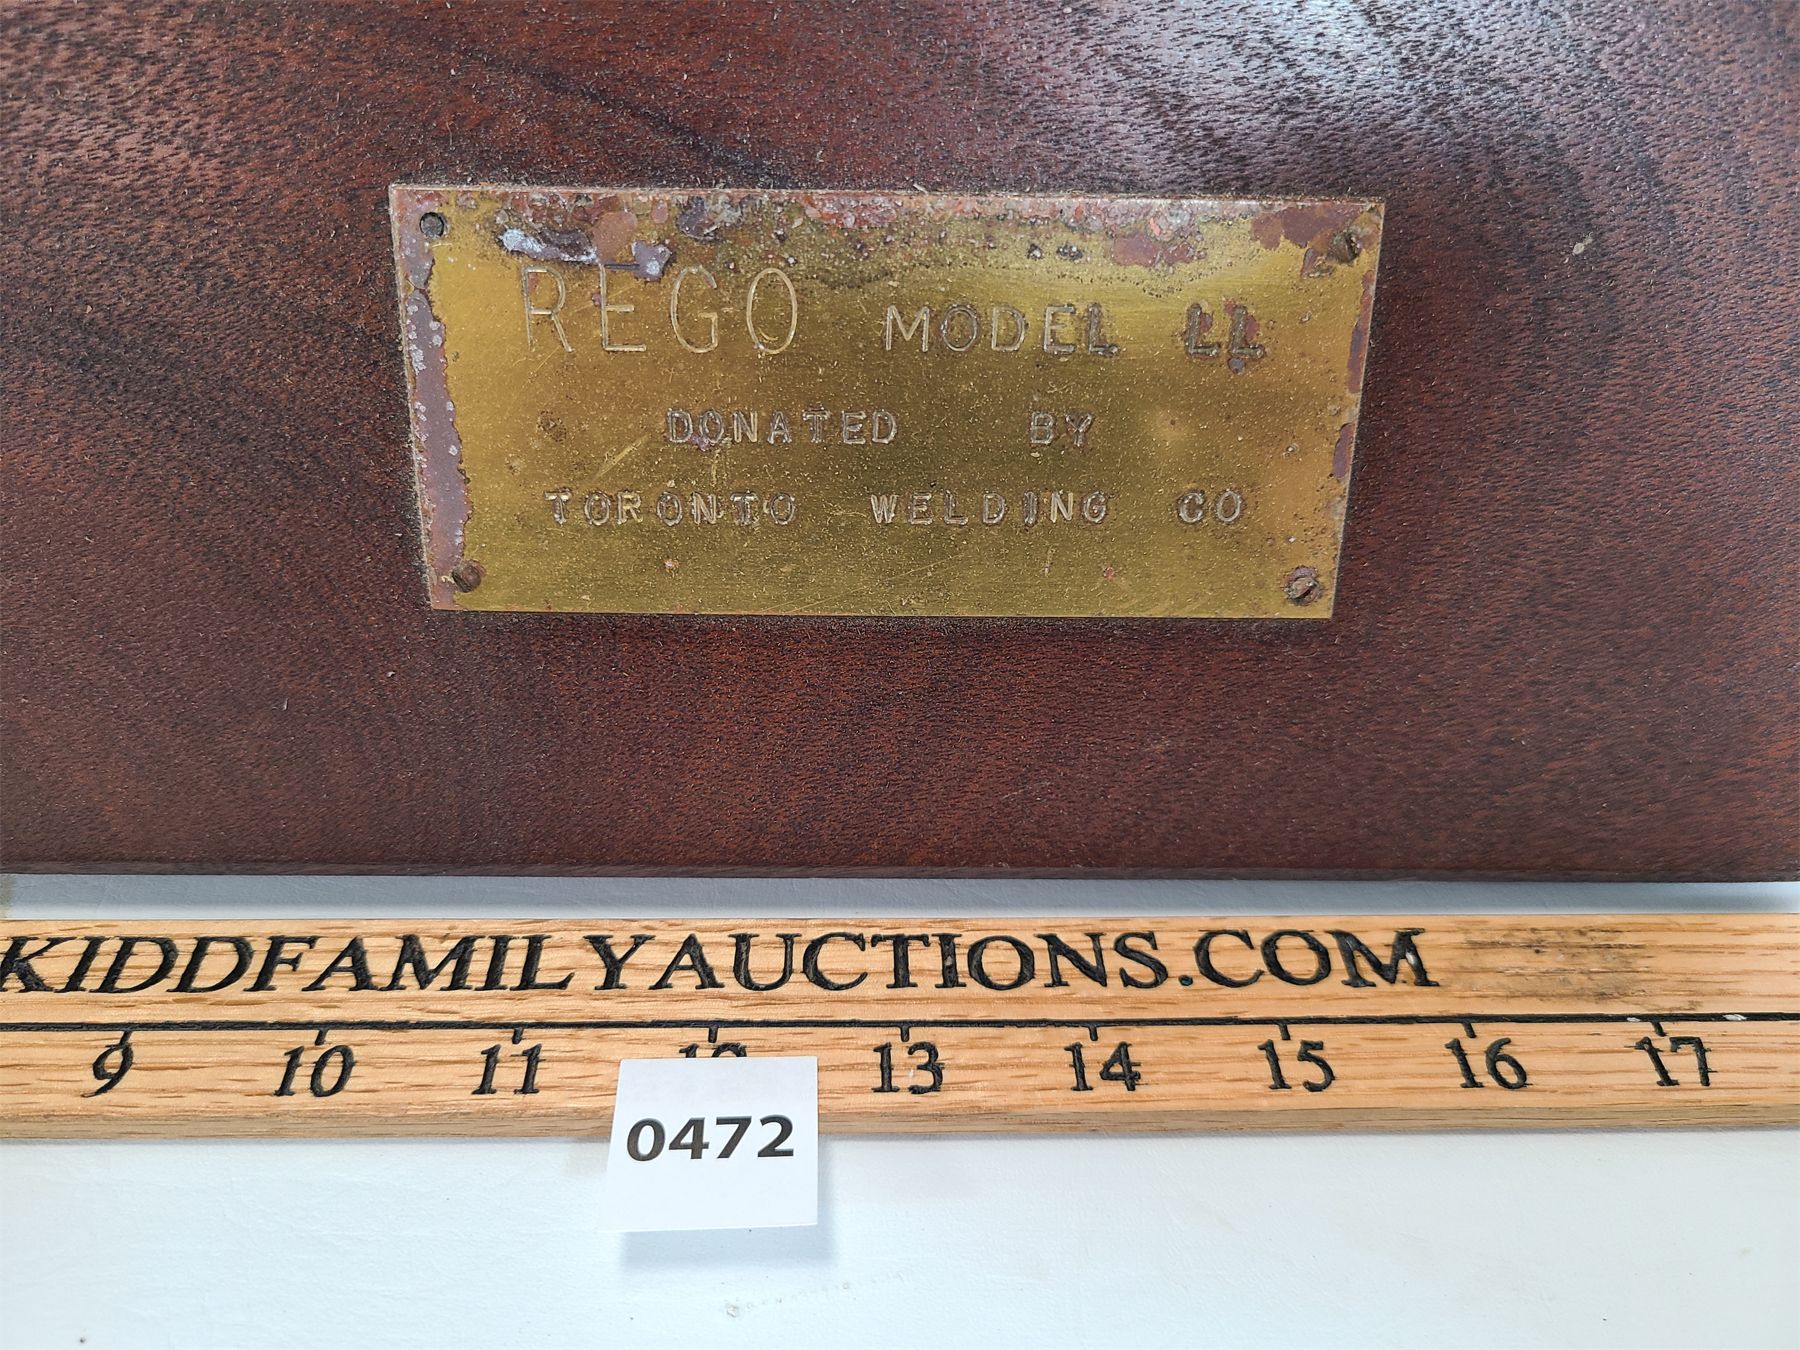 REGO MODEL LL
DONATED BY
TORONTO WELDING CO
KIDDFAMILYAUCTIONS.COM
9 10 11 12 13 14 15 16 17
0472